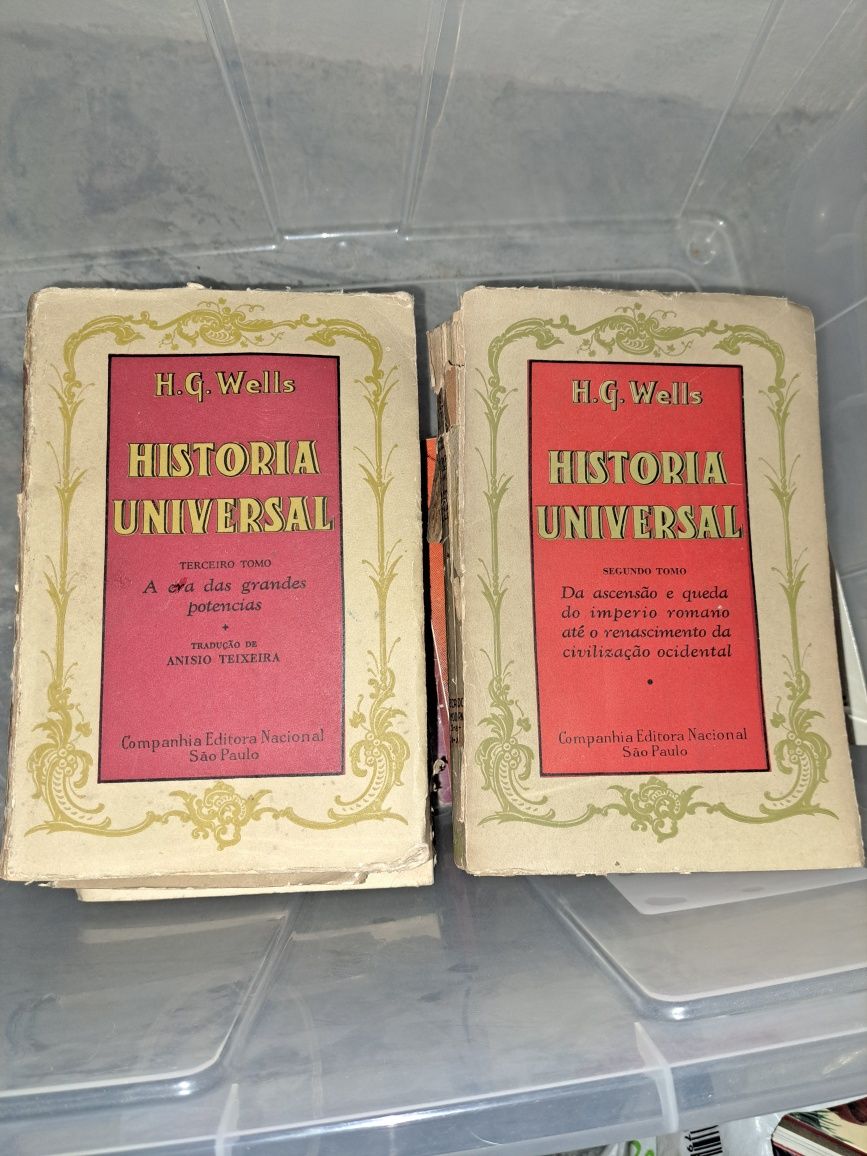 H.G. Wells
HISTORIA
UNIVERSAL
TERCEIRO TOMO
A era das grandes
potencias
TRADUÇÃO DE
ANISIO TEIXEIRA
Companhia Editora Nacional
São Paulo
H.G. Wells
HISTORIA
UNIVERSAL
SEGUNDO TOMO
Da ascensão e queda
do imperio romano
até o renascimento da
civilização ocidental
Companhia Editora Nacional
São Paulo